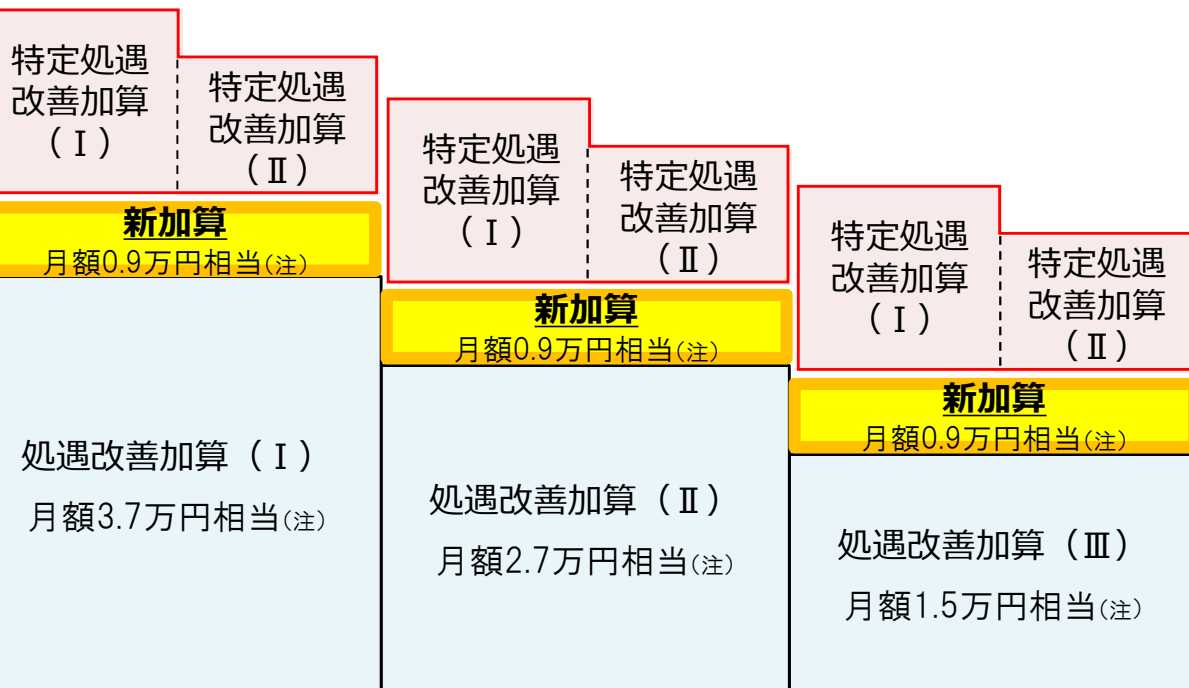 特定処遇
改善加算
（Ⅰ）
特定処遇
改善加算
（Ⅱ）
新加算
月額0.9万円相当(注)
処遇改善加算（Ⅰ）
月額3.7万円相当(注)
特定処遇
改善加算
（Ⅰ）
特定処遇
改善加算
（Ⅱ）
新加算
月額0.9万円相当(注)
処遇改善加算（Ⅱ）
月額2.7万円相当(注)
特定処遇
改善加算
（Ⅰ）
特定処遇
改善加算
（Ⅱ）
新加算
月額0.9万円相当(注)
処遇改善加算（Ⅲ）
月額1.5万円相当(注)